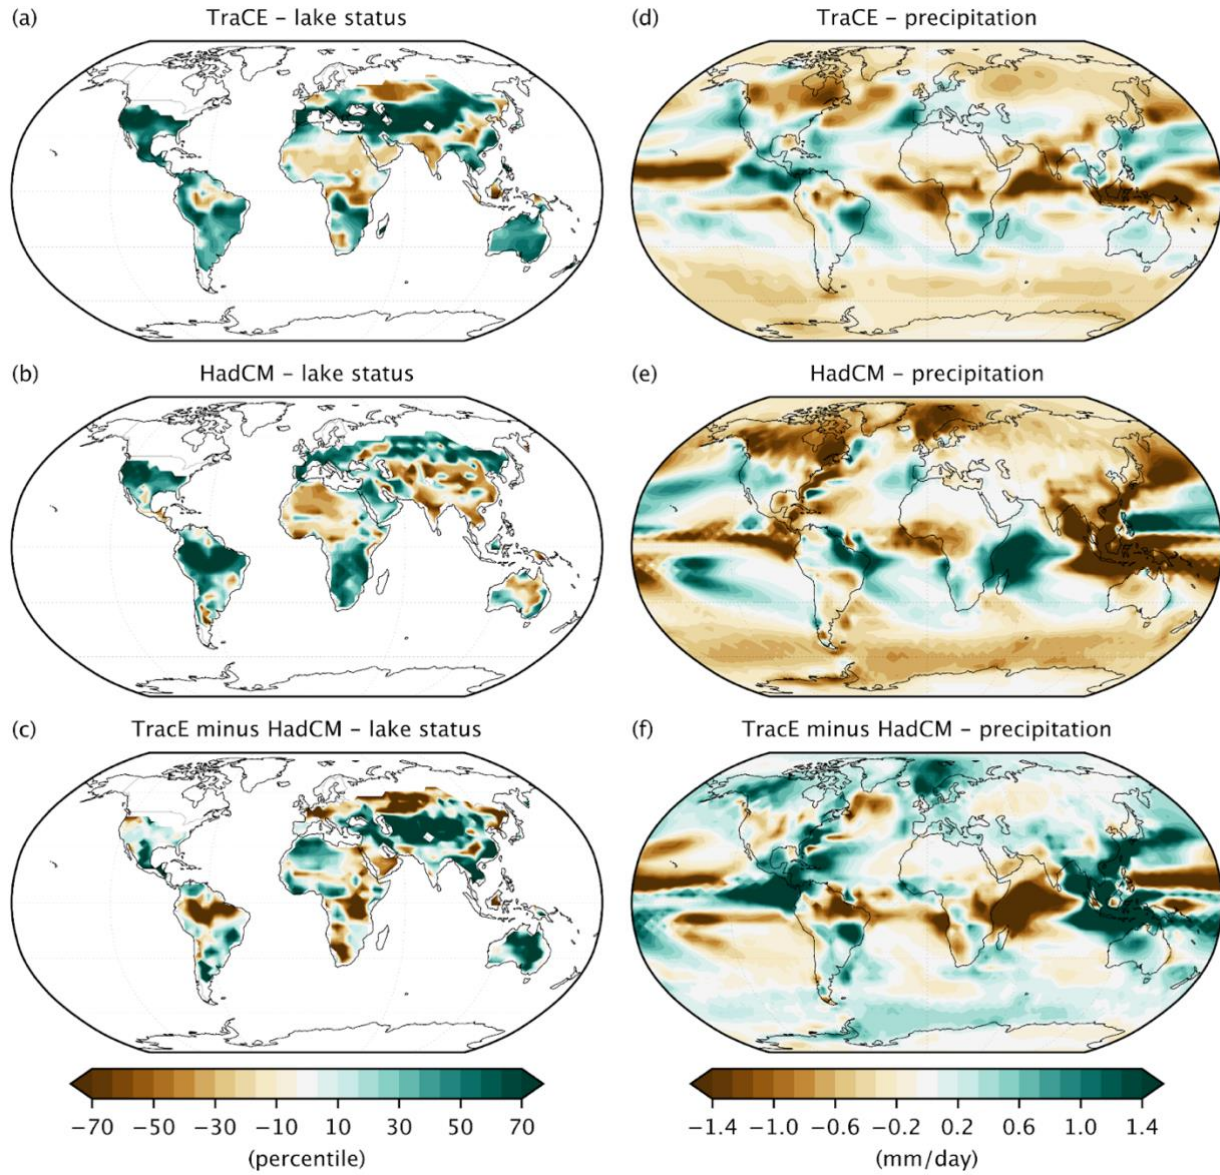 (a) TraCE – lake status
(d) TraCE – precipitation
(b) HadCM – lake status
(e) HadCM – precipitation
(c) TracE minus HadCM – lake status
(f) TracE minus HadCM – precipitation
−70 −50 −30 −10 10 30 50 70
(percentile)
−1.4 −1.0 −0.6 −0.2 0.2 0.6 1.0 1.4
(mm/day)